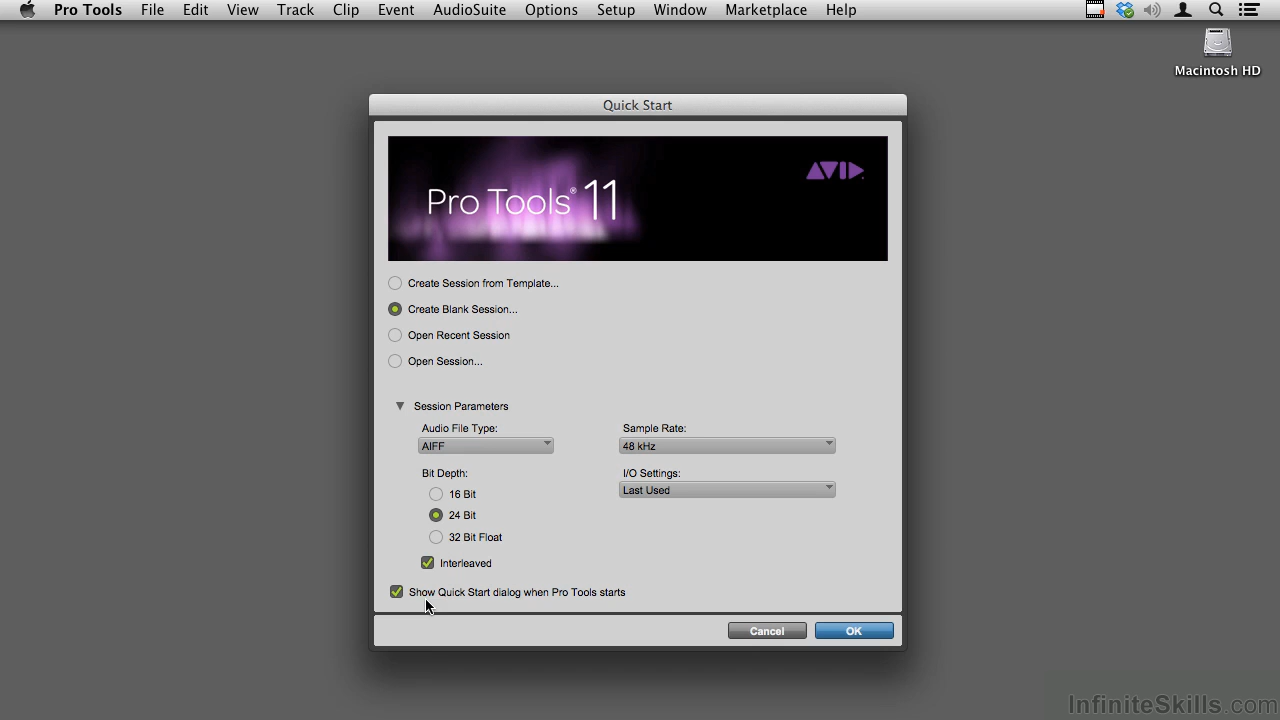 Pro Tools File Edit View Track Clip Event AudioSuite Options Setup Window Marketplace Help
Macintosh HD
Quick Start
AVID
Pro Tools® 11
Create Session from Template...
Create Blank Session...
Open Recent Session
Open Session...
Session Parameters
Audio File Type:
Sample Rate:
AIFF
48 kHz
Bit Depth:
I/O Settings:
16 Bit
Last Used
24 Bit
32 Bit Float
Interleaved
Show Quick Start dialog when Pro Tools starts
Cancel
OK
InfiniteSkills.com